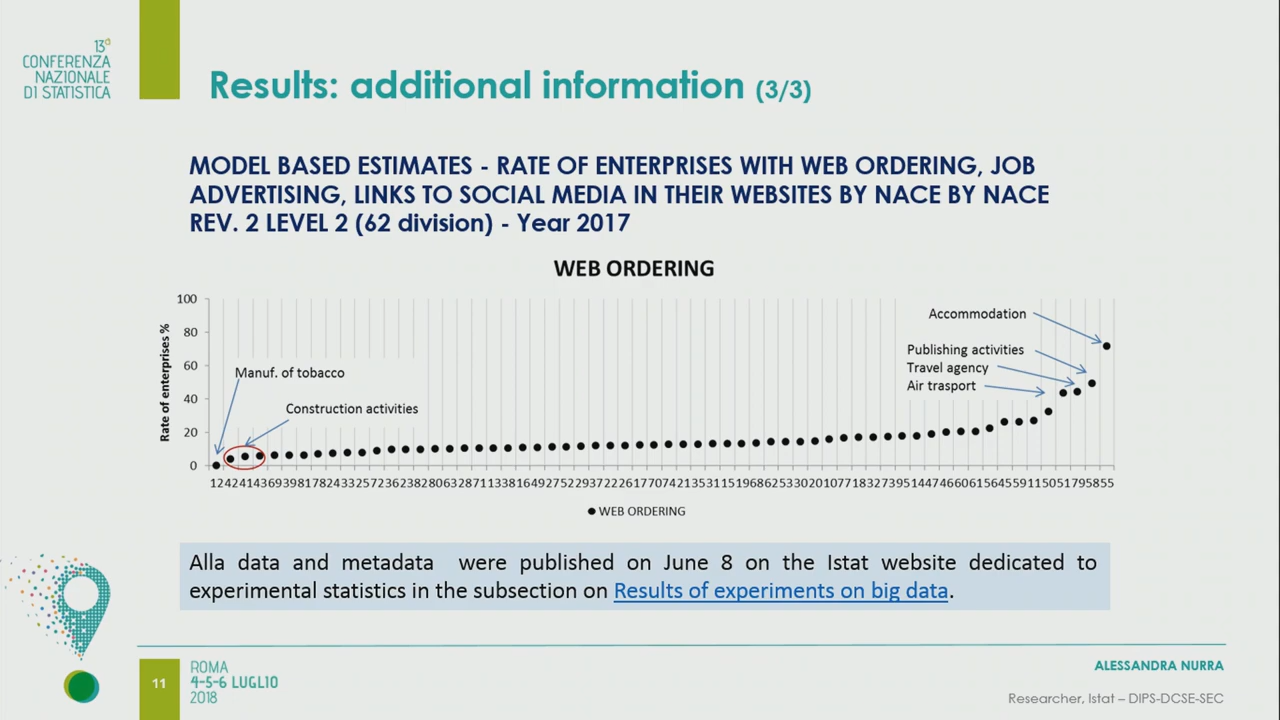 13ª
CONFERENZA
NAZIONALE
DI STATISTICA
Results: additional information (3/3)
MODEL BASED ESTIMATES - RATE OF ENTERPRISES WITH WEB ORDERING, JOB
ADVERTISING, LINKS TO SOCIAL MEDIA IN THEIR WEBSITES BY NACE BY NACE
REV. 2 LEVEL 2 (62 division) - Year 2017
WEB ORDERING
Rate of enterprises %
100
80
60
40
20
0
Manuf. of tobacco
Construction activities
Accommodation
Publishing activities
Travel agency
Air trasport
WEB ORDERING
Alla data and metadata were published on June 8 on the Istat website dedicated to
experimental statistics in the subsection on Results of experiments on big data.
11
ROMA
4-5-6 LUGLIO
2018
ALESSANDRA NURRA
Researcher, Istat – DIPS-DCSE-SEC